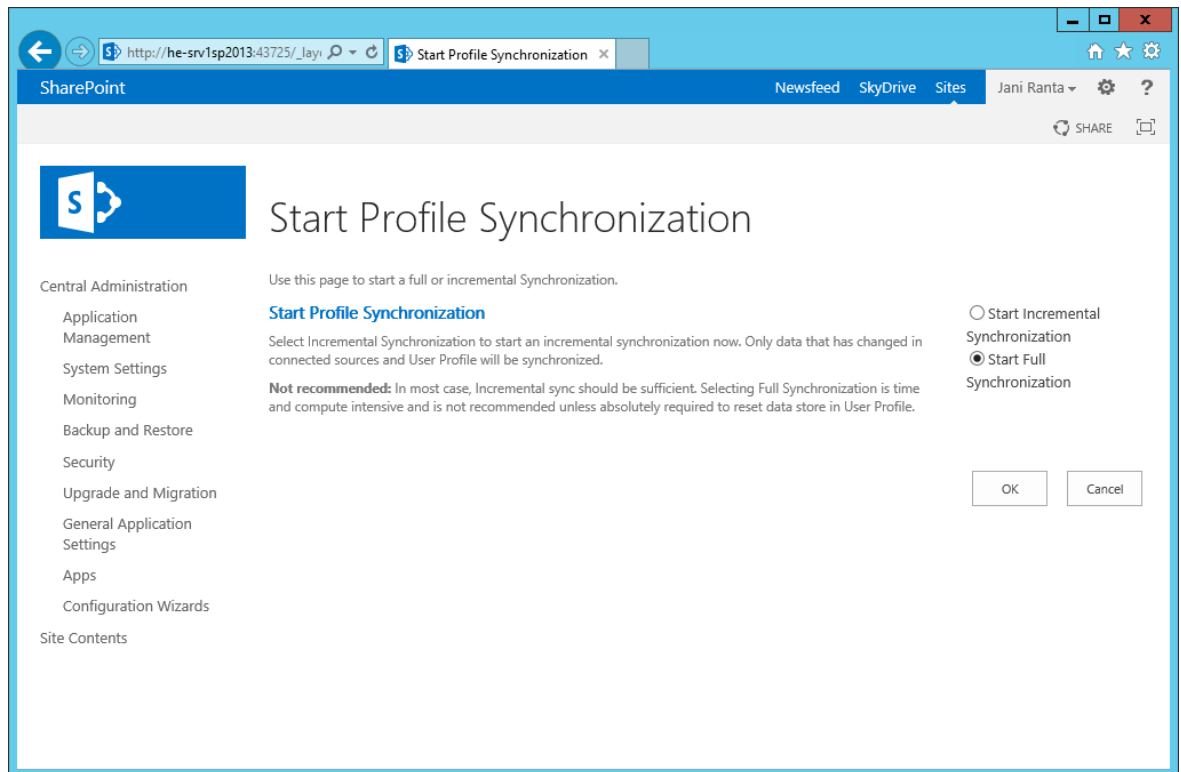 http://he-srv1sp2013:43725/_layo
Start Profile Synchronization
SharePoint
Newsfeed SkyDrive Sites Jani Ranta ?
SHARE
S
Start Profile Synchronization
Central Administration
Application
Management
System Settings
Monitoring
Backup and Restore
Security
Upgrade and Migration
General Application
Settings
Apps
Configuration Wizards
Site Contents
Use this page to start a full or incremental Synchronization.
Start Profile Synchronization
Select Incremental Synchronization to start an incremental synchronization now. Only data that has changed in
connected sources and User Profile will be synchronized.
Not recommended: In most case, Incremental sync should be sufficient. Selecting Full Synchronization is time
and compute intensive and is not recommended unless absolutely required to reset data store in User Profile.
Start Incremental
Synchronization
Start Full
Synchronization
OK Cancel